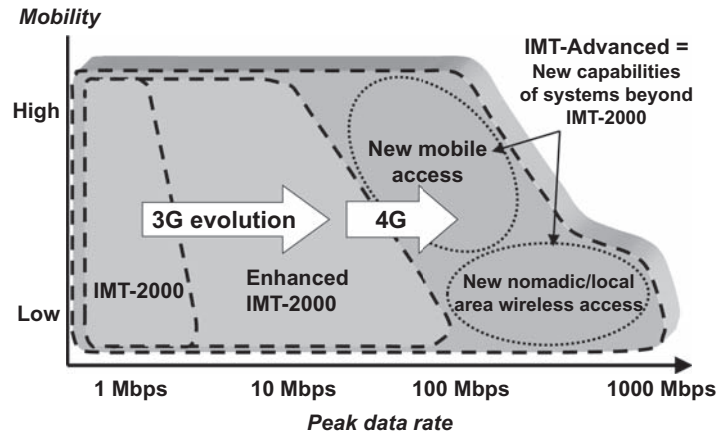 Mobility
IMT-Advanced =
New capabilities
of systems beyond
IMT-2000
High
New mobile
access
3G evolution
4G
IMT-2000
Enhanced
IMT-2000
New nomadic/local
area wireless access
Low
1 Mbps
10 Mbps
100 Mbps
1000 Mbps
Peak data rate